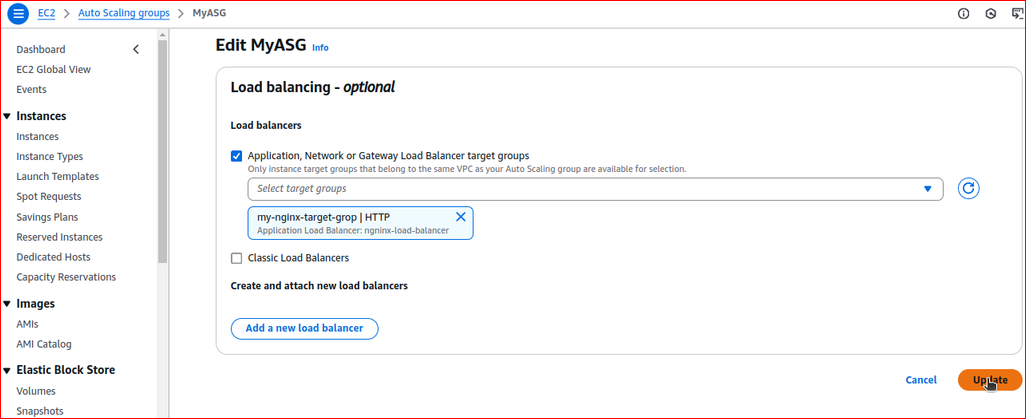 EC2 > Auto Scaling groups > MyASG
Dashboard
EC2 Global View
Events
Instances
Instances
Instance Types
Launch Templates
Spot Requests
Savings Plans
Reserved Instances
Dedicated Hosts
Capacity Reservations
Images
AMIs
AMI Catalog
Elastic Block Store
Volumes
Snapshots
Edit MyASG Info
Load balancing - optional
Load balancers
Application, Network or Gateway Load Balancer target groups
Only instance target groups that belong to the same VPC as your Auto Scaling group are available for selection.
Select target groups
my-nginx-target-grop | HTTP
Application Load Balancer: ngninx-load-balancer
Classic Load Balancers
Create and attach new load balancers
Add a new load balancer
Cancel
Update